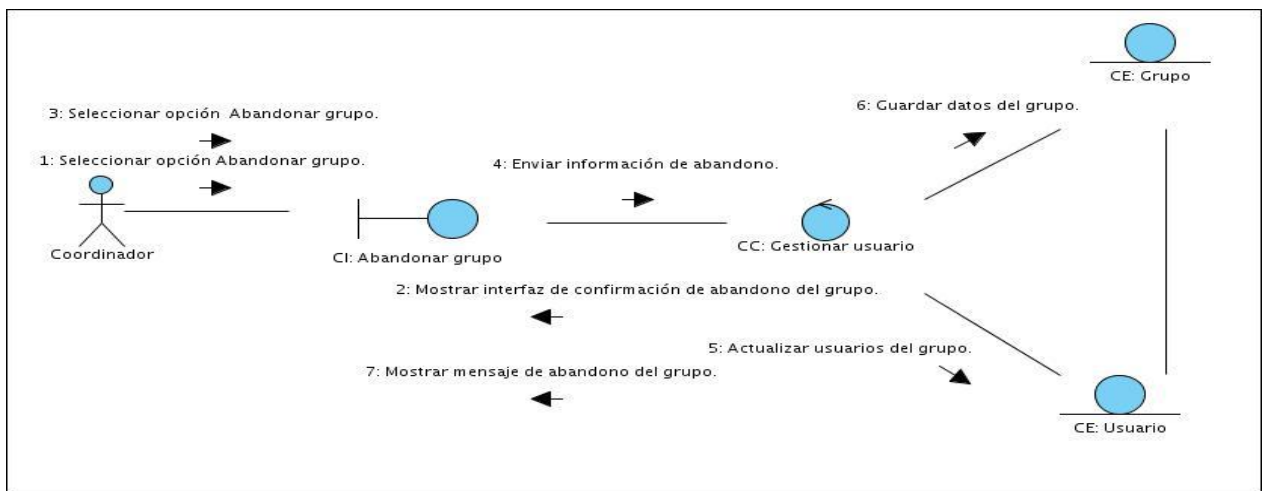 CE: Grupo
3: Seleccionar opción  Abandonar grupo.
6: Guardar datos del grupo.
1: Seleccionar opción Abandonar grupo.
4: Enviar información de abandono.
Coordinador
CI: Abandonar grupo
CC: Gestionar usuario
2: Mostrar interfaz de confirmación de abandono del grupo.
5: Actualizar usuarios del grupo.
7: Mostrar mensaje de abandono del grupo.
CE: Usuario